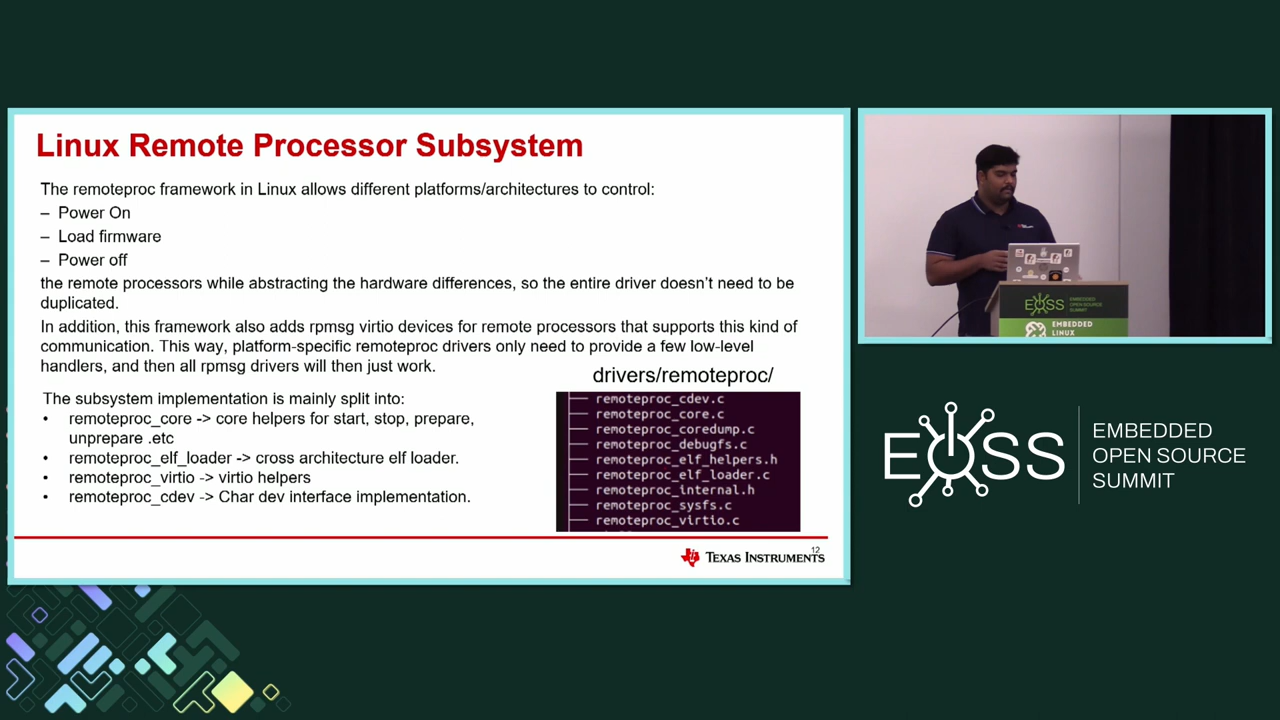 Linux Remote Processor Subsystem
The remoteproc framework in Linux allows different platforms/architectures to control:
– Power On
– Load firmware
– Power off
the remote processors while abstracting the hardware differences, so the entire driver doesn't need to be
duplicated.
In addition, this framework also adds rpmsg virtio devices for remote processors that supports this kind of
communication. This way, platform-specific remoteproc drivers only need to provide a few low-level
handlers, and then all rpmsg drivers will then just work.
The subsystem implementation is mainly split into:
• remoteproc_core -> core helpers for start, stop, prepare,
unprepare .etc
• remoteproc_elf_loader -> cross architecture elf loader.
• remoteproc_virtio -> virtio helpers
• remoteproc_cdev -> Char dev interface implementation.
drivers/remoteproc/
remoteproc_cdev.c
remoteproc_core.c
remoteproc_coredump.c
remoteproc_debugfs.c
remoteproc_elf_helpers.h
remoteproc_elf_loader.c
remoteproc_internal.h
remoteproc_sysfs.c
remoteproc_virtio.c
12
TEXAS INSTRUMENTS
EOSS
EMBEDDED
OPEN SOURCE
SUMMIT
EMBEDDED
LINUX
EOSS
EMBEDDED
OPEN SOURCE
SUMMIT